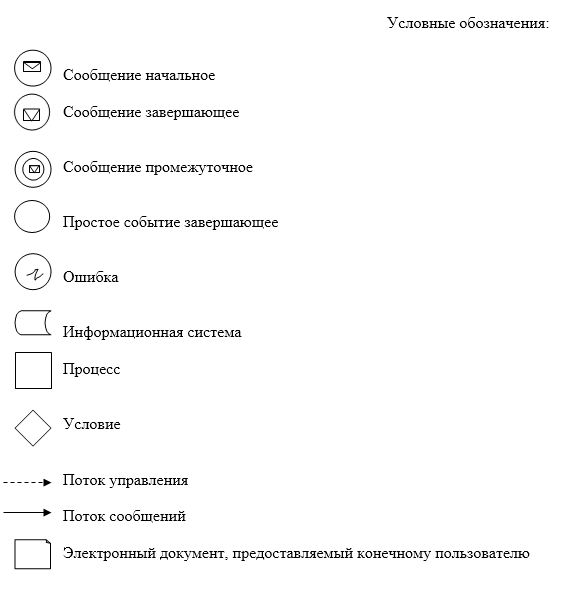 Условные обозначения:
Сообщение начальное
Сообщение завершающее
Сообщение промежуточное
Простое событие завершающее
Ошибка
Информационная система
Процесс
Условие
Поток управления
Поток сообщений
Электронный документ, предоставляемый конечному пользователю